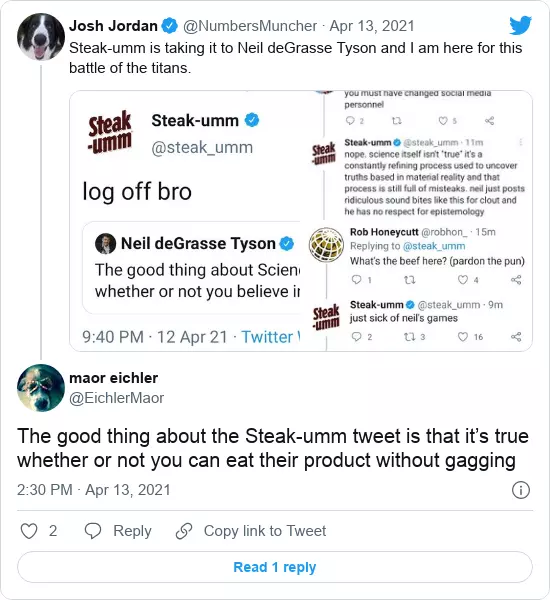 Josh Jordan @NumbersMuncher · Apr 13, 2021
Steak-umm is taking it to Neil deGrasse Tyson and I am here for this
battle of the titans.
Steak
-umm
Steak-umm
@steak_umm
log off bro
Neil deGrasse Tyson
The good thing about Scien
whether or not you believe i
9:40 PM · 12 Apr 21 · Twitter
you must have changed social media
personnel
2 5
Steak
-umm
Steak-umm @steak_umm · 11m
nope. science itself isn't "true" it's a
constantly refining process used to uncover
truths based in material reality and that
process is still full of misteaks. neil just posts
ridiculous sound bites like this for clout and
he has no respect for epistemology
Rob Honeycutt @robhon_ · 15m
Replying to @steak_umm
What's the beef here? (pardon the pun)
1 4
Steak
-umm
Steak-umm @steak_umm · 9m
just sick of neil's games
2 3 16
maor eichler
@EichlerMaor
The good thing about the Steak-umm tweet is that it's true
whether or not you can eat their product without gagging
2:30 PM · Apr 13, 2021
2 Reply Copy link to Tweet
Read 1 reply